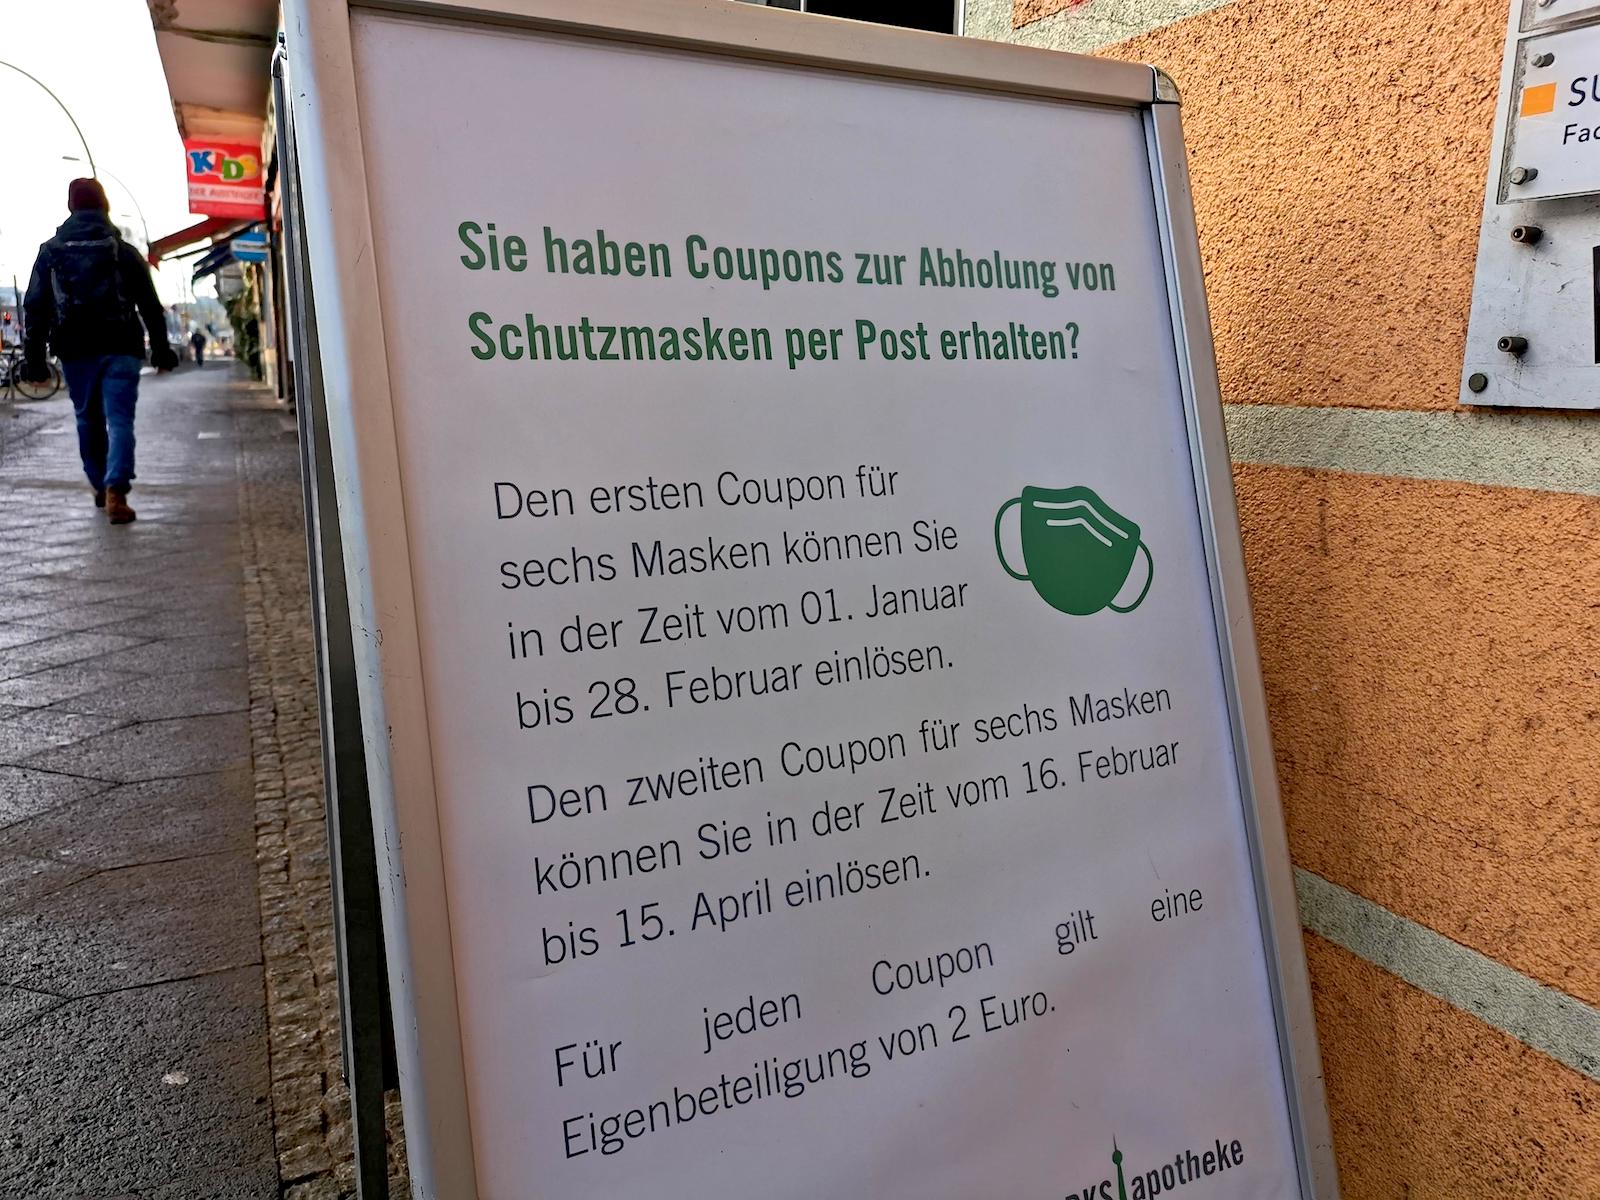 Sie haben Coupons zur Abholung von
Schutzmasken per Post erhalten?
Den ersten Coupon für
sechs Masken können Sie
in der Zeit vom 01. Januar
bis 28. Februar einlösen.
Den zweiten Coupon für sechs Masken
können Sie in der Zeit vom 16. Februar
bis 15. April einlösen.
Für jeden Coupon gilt eine
Eigenbeteiligung von 2 Euro.
apotheke
KIDS